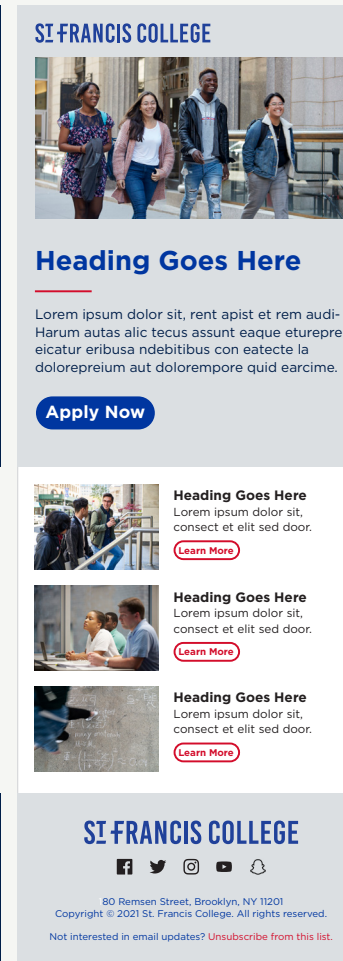 ST FRANCIS COLLEGE
Heading Goes Here
Lorem ipsum dolor sit, rent apist et rem audi-
Harum autas alic tecus assunt eaque eturepre
eicatur eribusa ndebitibus con eatecte la
dolorepreium aut dolorempore quid earcime.
Apply Now
Heading Goes Here
Lorem ipsum dolor sit,
consect et elit sed door.
Learn More
Heading Goes Here
Lorem ipsum dolor sit,
consect et elit sed door.
Learn More
Heading Goes Here
Lorem ipsum dolor sit,
consect et elit sed door.
Learn More
ST FRANCIS COLLEGE
80 Remsen Street, Brooklyn, NY 11201
Copyright © 2021 St. Francis College. All rights reserved.
Not interested in email updates? Unsubscribe from this list.